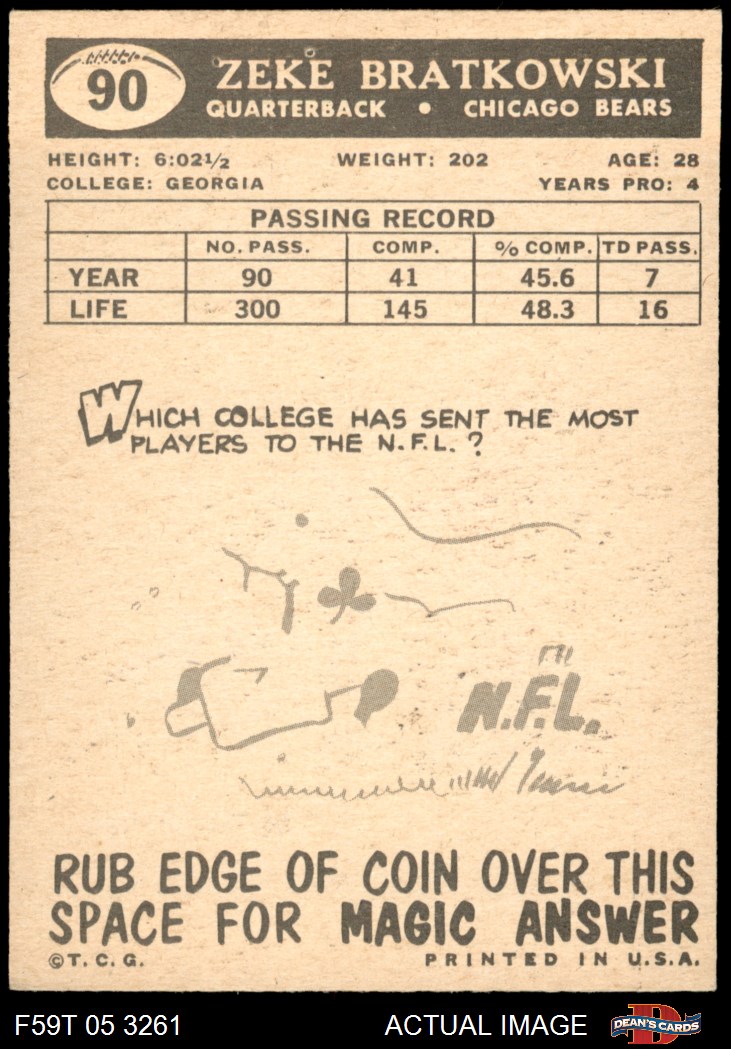 90
ZEKE BRATKOWSKI
QUARTERBACK • CHICAGO BEARS
HEIGHT: 6:02½ WEIGHT: 202 AGE: 28
COLLEGE: GEORGIA YEARS PRO: 4
PASSING RECORD
NO. PASS. COMP. % COMP. TD PASS.
YEAR 90 41 45.6 7
LIFE 300 145 48.3 16
WHICH COLLEGE HAS SENT THE MOST
PLAYERS TO THE N.F.L. ?
N.F.L.
RUB EDGE OF COIN OVER THIS
SPACE FOR MAGIC ANSWER
©T.C.G. PRINTED IN U.S.A.
F59T 05 3261 ACTUAL IMAGE D DEAN'S CARDS